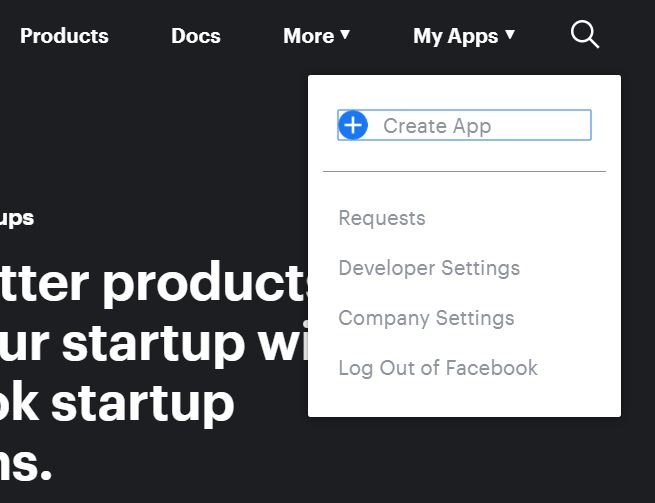 Products Docs More ▼ My Apps ▼
Create App
Requests
Developer Settings
Company Settings
Log Out of Facebook
ups
tter products
ur startup wi
ok startup
ns.